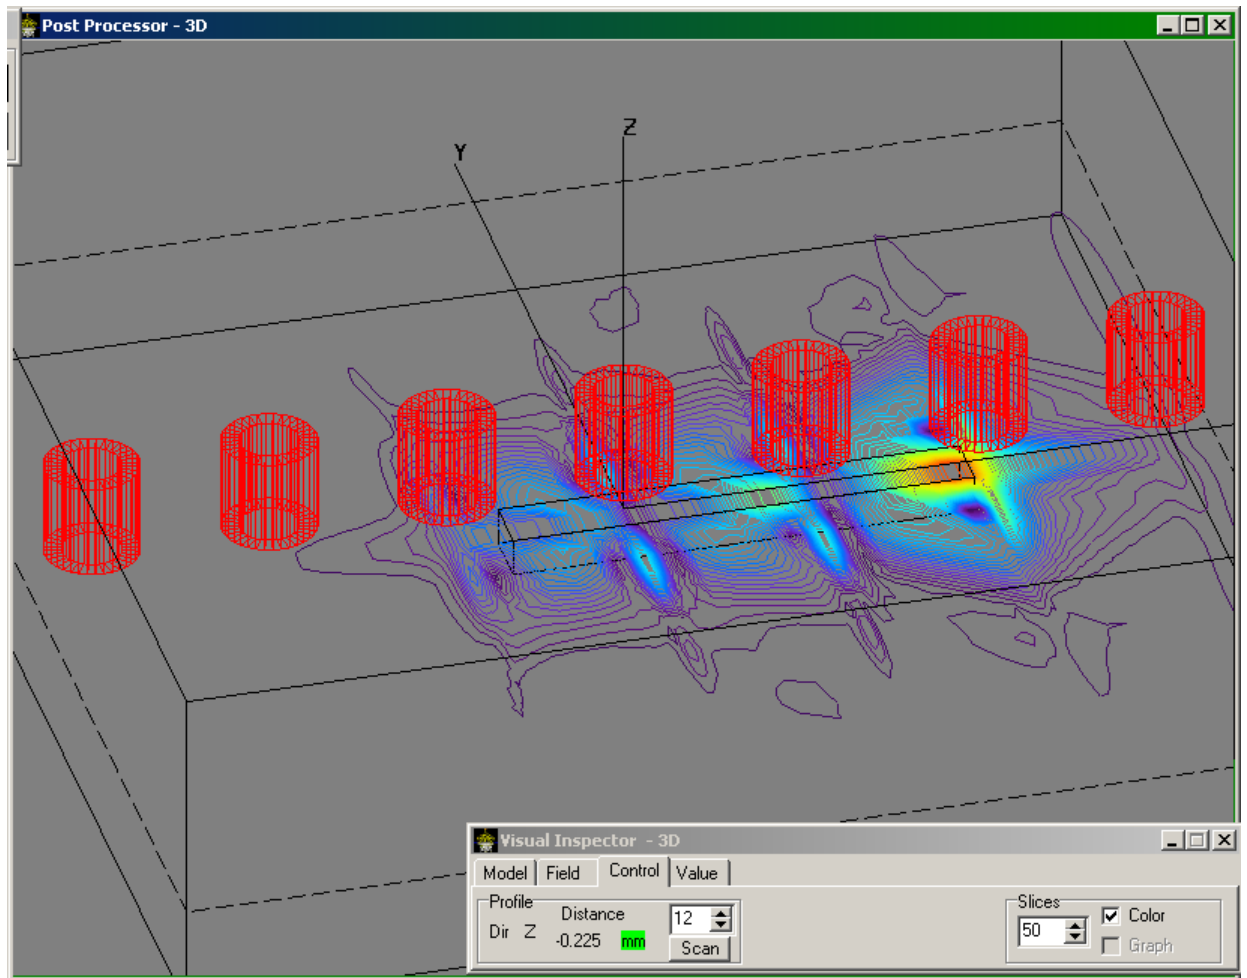 Post Processor - 3D
Z
Y
Visual Inspector - 3D
Model Field Control Value
Profile
Dir Z
Distance
-0.225 mm
12
Scan
Slices
50
Color
Graph